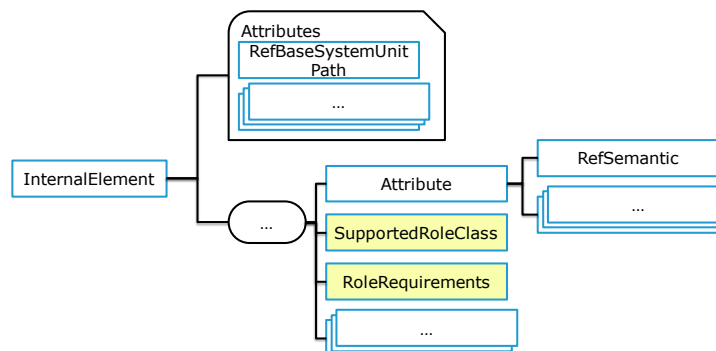 Attributes
RefBaseSystemUnit
Path
...
InternalElement
...
Attribute
RefSemantic
...
SupportedRoleClass
RoleRequirements
...